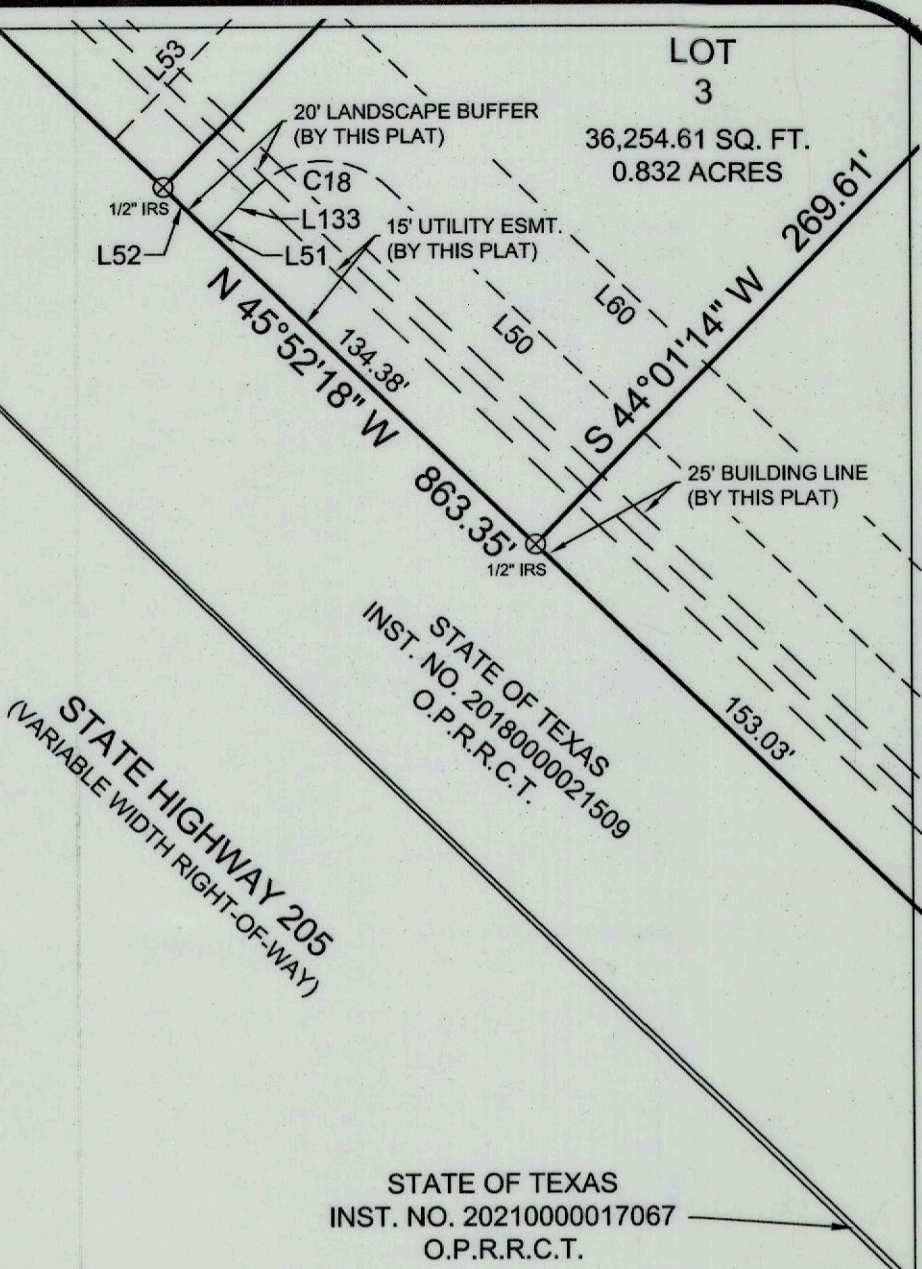 LOT
3
36,254.61 SQ. FT.
0.832 ACRES
L53
20' LANDSCAPE BUFFER
(BY THIS PLAT)
C18
L133
1/2" IRS
L52
L51
15' UTILITY ESMT.
(BY THIS PLAT)
L50
L60
N 45°52'18" W 863.35'
134.38'
S 44°01'14" W 269.61'
25' BUILDING LINE
(BY THIS PLAT)
1/2" IRS
153.03'
STATE OF TEXAS
INST. NO. 20180000021509
O.P.R.R.C.T.
STATE HIGHWAY 205
(VARIABLE WIDTH RIGHT-OF-WAY)
STATE OF TEXAS
INST. NO. 20210000017067
O.P.R.R.C.T.